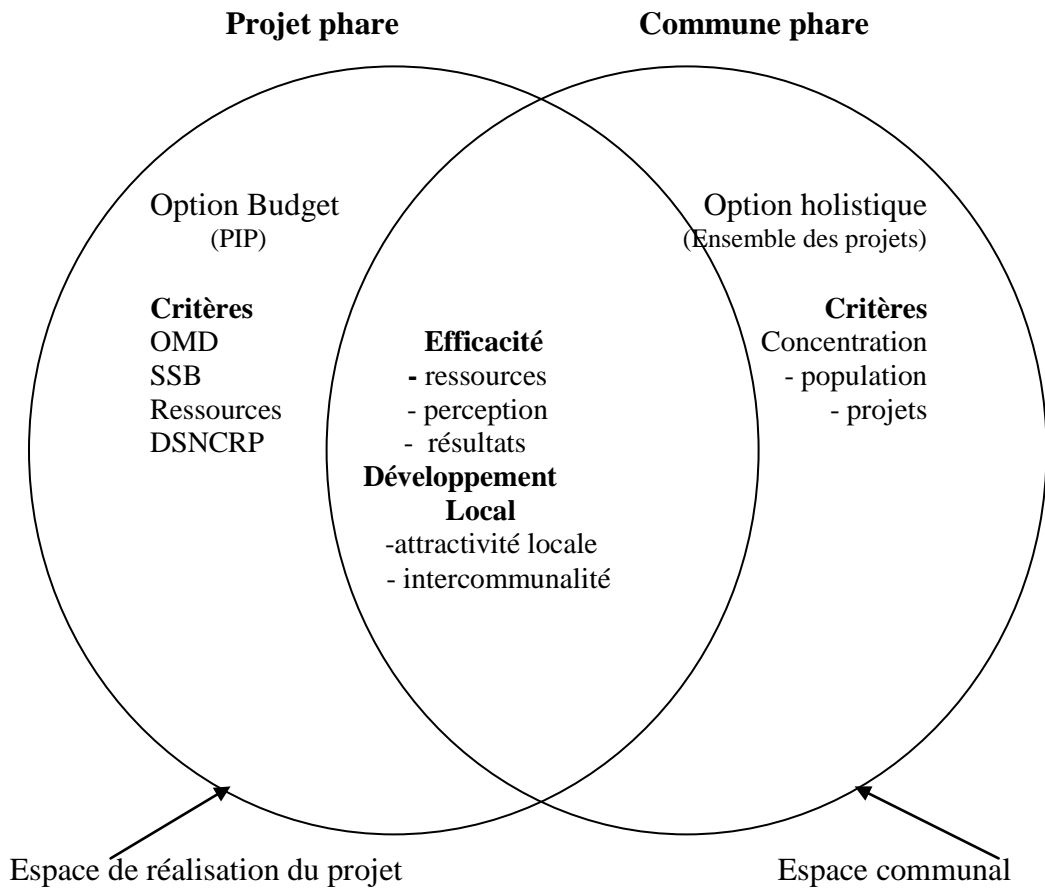 Projet phare
Commune phare
Option Budget
(PIP)
Critères
OMD
SSB
Ressources
DSNCRP
Efficacité
- ressources
- perception
- résultats
Développement
Local
-attractivité locale
- intercommunalité
Option holistique
(Ensemble des projets)
Critères
Concentration
- population
- projets
Espace de réalisation du projet
Espace communal